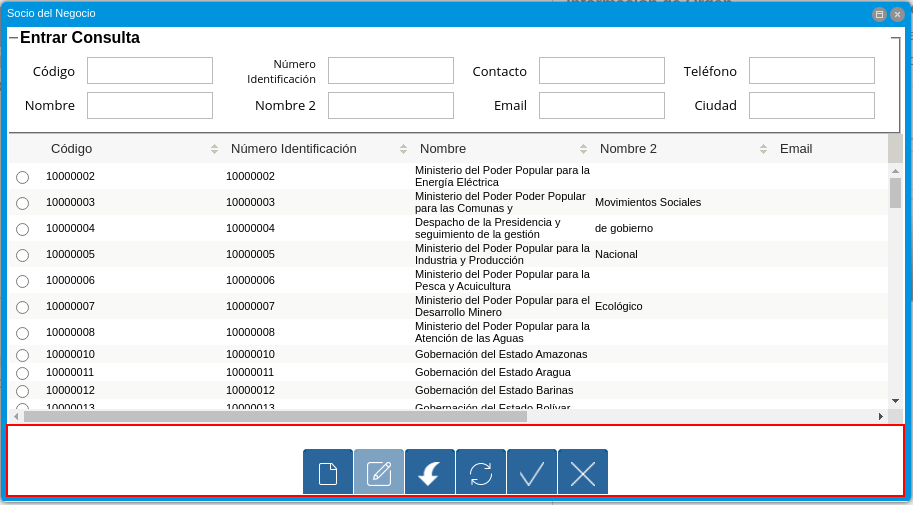 Socio del Negocio
Entrar Consulta
Código
Número Identificación
Contacto
Teléfono
Nombre
Nombre 2
Email
Ciudad
Código Número Identificación Nombre Nombre 2 Email
10000002 10000002 Ministerio del Poder Popular para la
Energía Eléctrica
10000003 10000003 Ministerio del Poder Poder Popular
para las Comunas y Movimientos Sociales
10000004 10000004 Despacho de la Presidencia y
seguimiento de la gestión de gobierno
10000005 10000005 Ministerio del Poder Popular para la
Industria y Producción Nacional
10000006 10000006 Ministerio del Poder Popular para la
Pesca y Acuicultura
10000007 10000007 Ministerio del Poder Popular para el
Desarrollo Minero Ecológico
10000008 10000008 Ministerio del Poder Popular para la
Atención de las Aguas
10000010 10000010 Gobernación del Estado Amazonas
10000011 10000011 Gobernación del Estado Aragua
10000012 10000012 Gobernación del Estado Barinas
10000013 10000013 Gobernación del Estado Bolívar